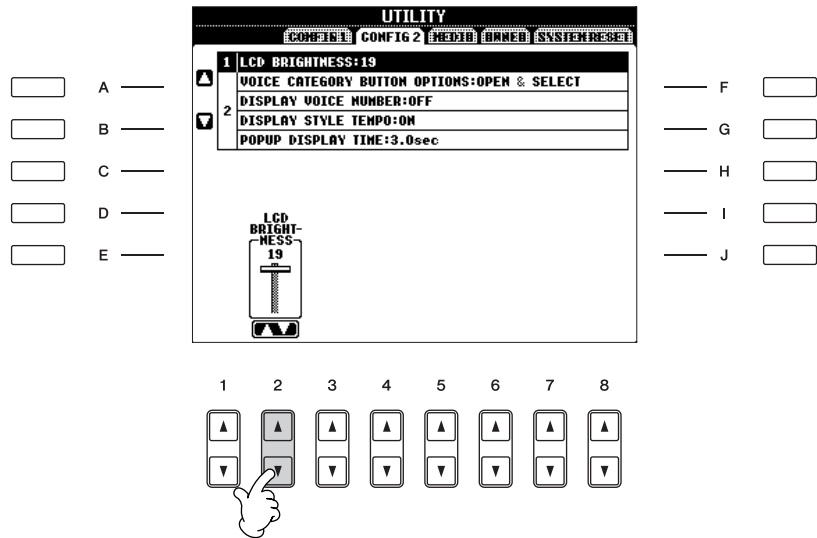 UTILITY
CONFIG 1 CONFIG 2 MEDIA OWNER SYSTEM RESET
1 LCD BRIGHTNESS:19
VOICE CATEGORY BUTTON OPTIONS:OPEN & SELECT
2 DISPLAY VOICE NUMBER:OFF
DISPLAY STYLE TEMPO:ON
POPUP DISPLAY TIME:3.0sec
A F
B G
C H
D I
E J
LCD
BRIGHT-
NESS
19
1 2 3 4 5 6 7 8